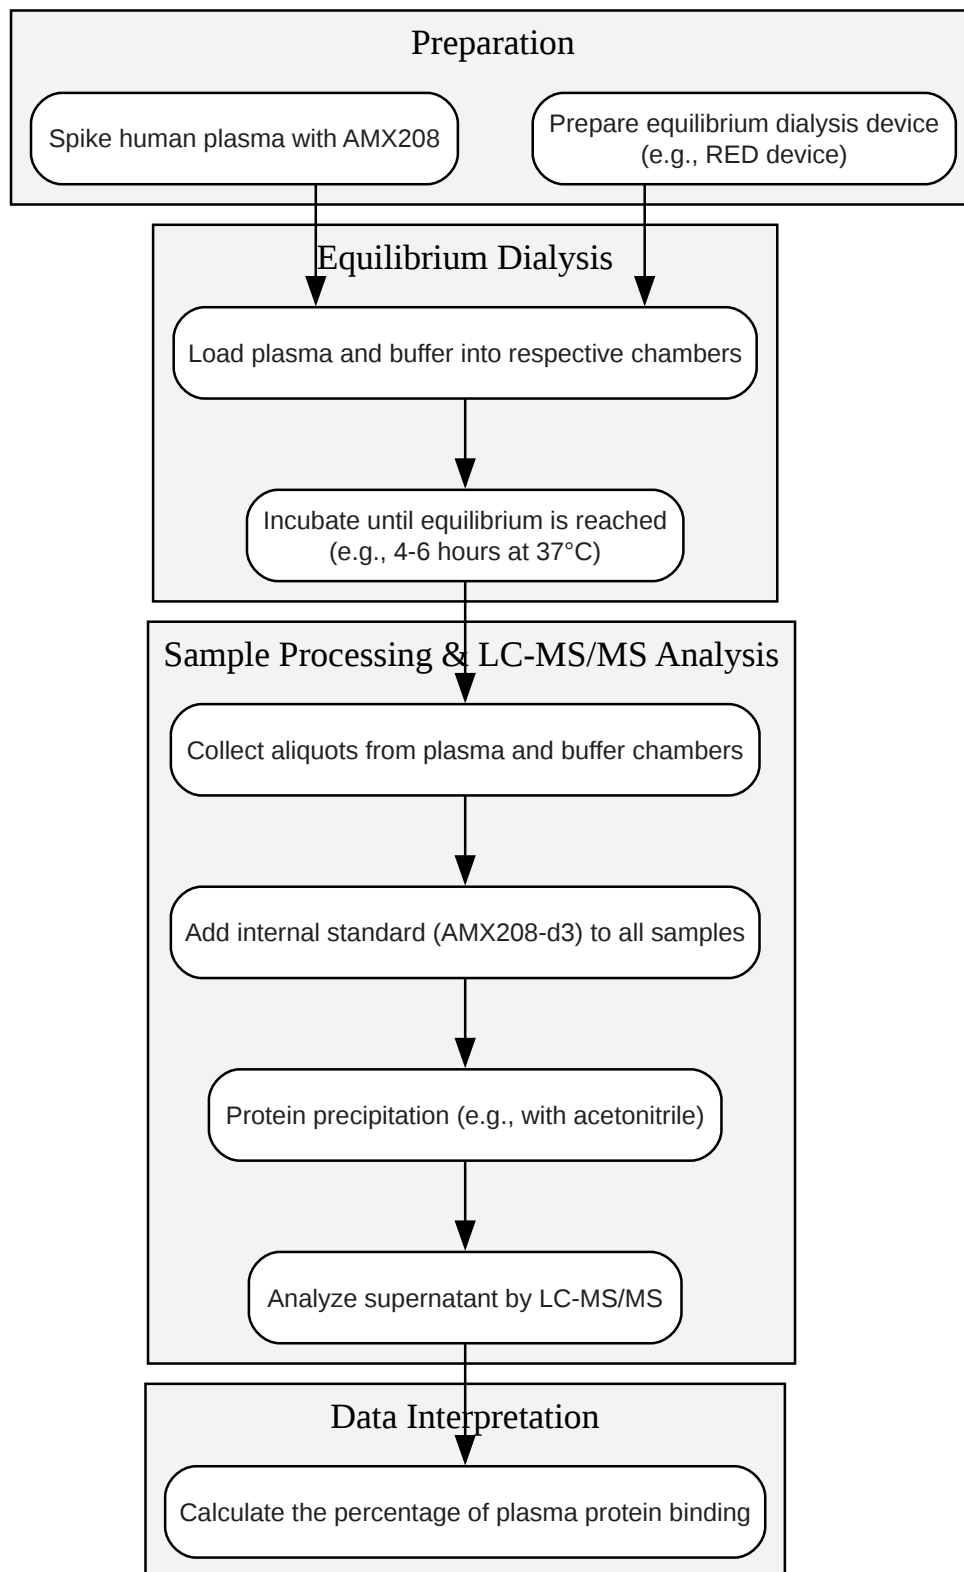 Preparation
Spike human plasma with AMX208
Prepare equilibrium dialysis device
(e.g., RED device)
Equilibrium Dialysis
Load plasma and buffer into respective chambers
Incubate until equilibrium is reached
(e.g., 4-6 hours at 37°C)
Sample Processing & LC-MS/MS Analysis
Collect aliquots from plasma and buffer chambers
Add internal standard (AMX208-d3) to all samples
Protein precipitation (e.g., with acetonitrile)
Analyze supernatant by LC-MS/MS
Data Interpretation
Calculate the percentage of plasma protein binding